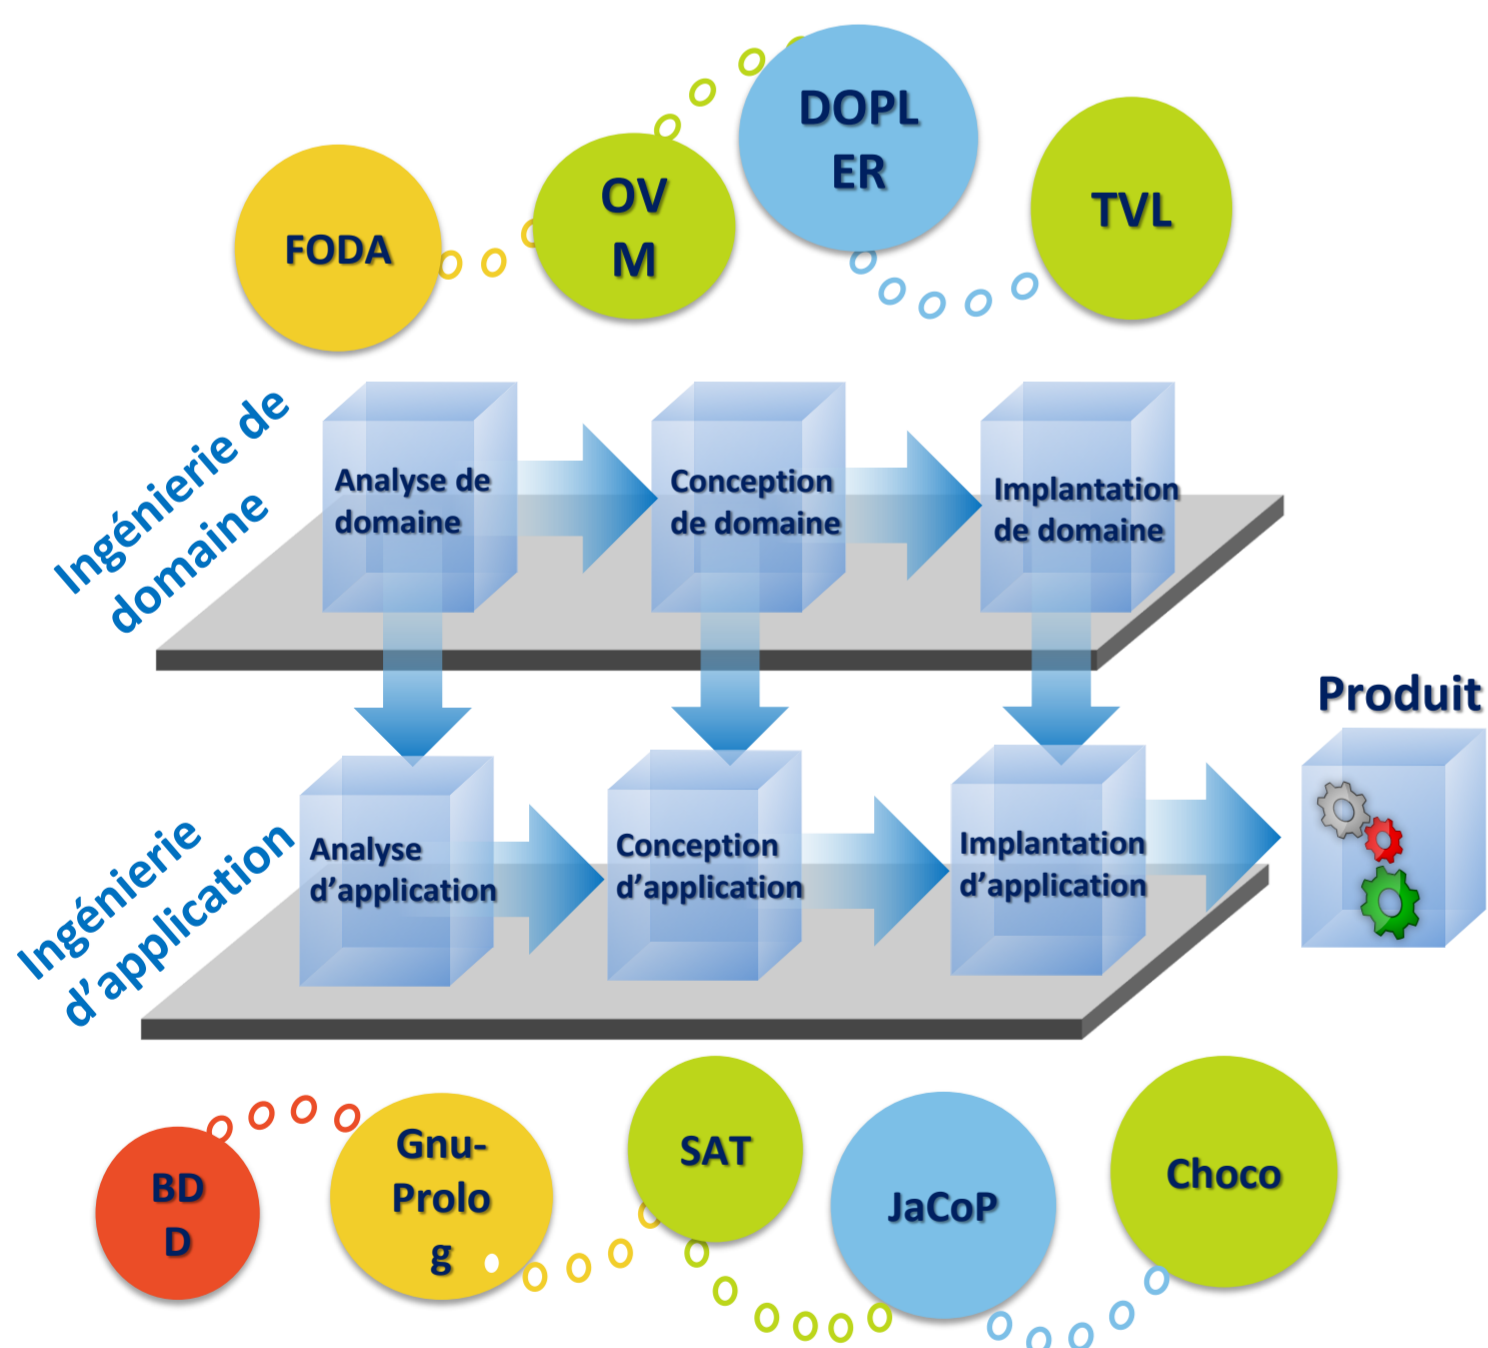 DOPL
ER
OV
M
TVL
FODA
Ingénierie de
domaine
Analyse de
domaine
Conception
de domaine
Implantation
de domaine
Produit
Ingénierie
d’application
Analyse
d’application
Conception
d’application
Implantation
d’application
BD
D
Gnu-
Prolo
g
SAT
JaCoP
Choco